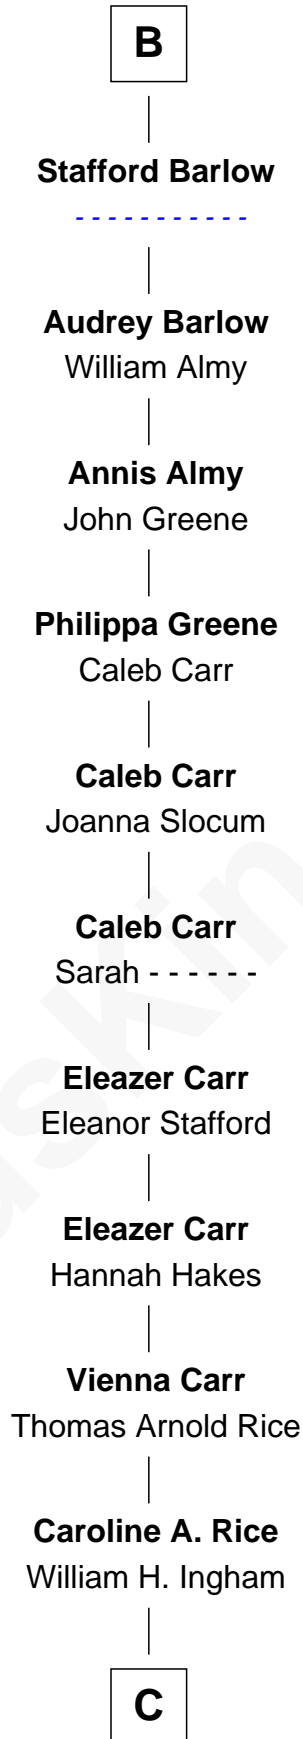 B
Stafford Barlow
- - - - - - - - - - -
Audrey Barlow
William Almy
Annis Almy
John Greene
Philippa Greene
Caleb Carr
Caleb Carr
Joanna Slocum
Caleb Carr
Sarah - - - - - -
Eleazer Carr
Eleanor Stafford
Eleazer Carr
Hannah Hakes
Vienna Carr
Thomas Arnold Rice
Caroline A. Rice
William H. Ingham
C